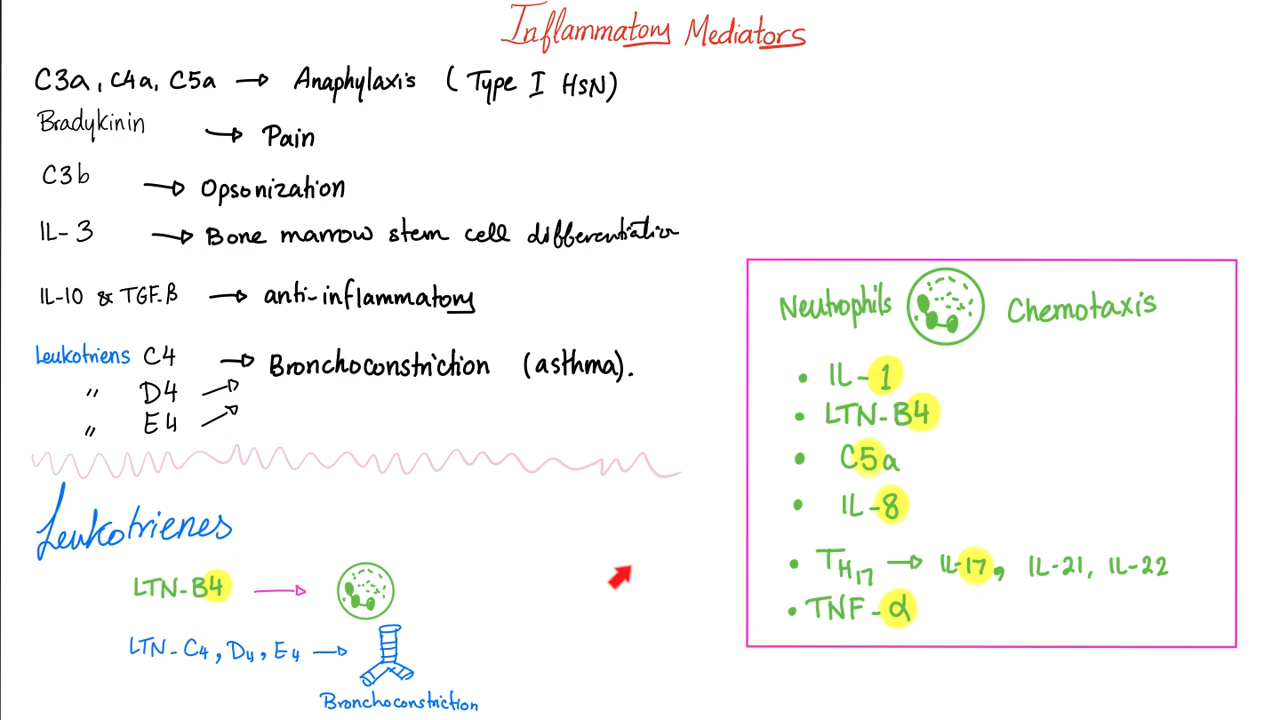 Inflammatory Mediators
C3a, C4a, C5a → Anaphylaxis (Type I HSN)
Bradykinin → Pain
C3b → Opsonization
IL-3 → Bone marrow stem cell differentiation
IL-10 & TGF-β → anti-inflammatory
Leukotriens C4 → Bronchoconstriction (asthma).
" D4 →
" E4 →
Leukotrienes
LTN-B4 →
LTN-C4, D4, E4 →
Bronchoconstriction
Neutrophils Chemotaxis
• IL-1
• LTN-B4
• C5a
• IL-8
• TH17 → IL-17, IL-21, IL-22
• TNF-α